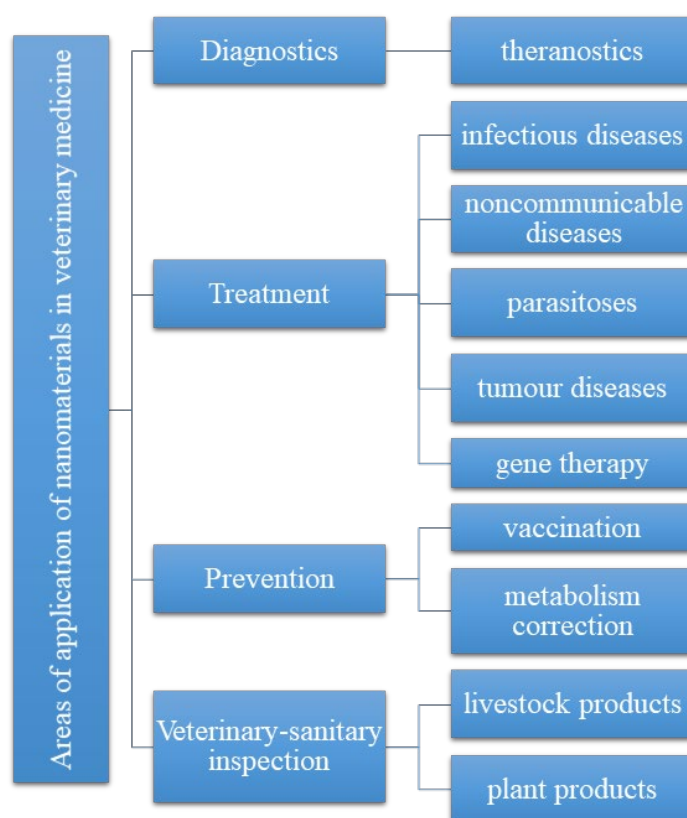 Areas of application of nanomaterials in veterinary medicine
Diagnostics
theranostics
Treatment
infectious diseases
noncommunicable
diseases
parasitoses
tumour diseases
gene therapy
Prevention
vaccination
metabolism
correction
Veterinary-sanitary
inspection
livestock products
plant products